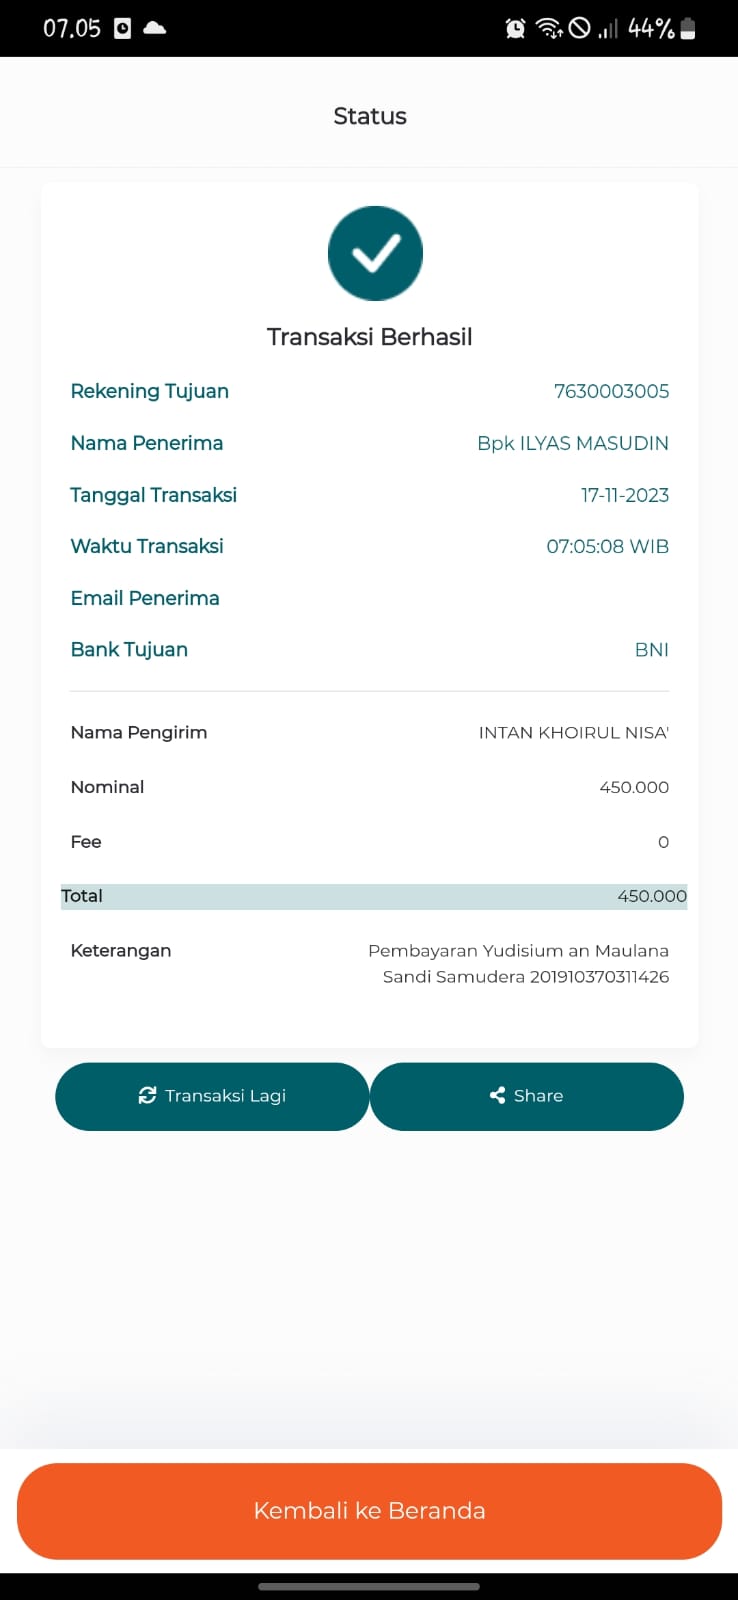 07.05
44%
Status
Transaksi Berhasil
Rekening Tujuan 7630003005
Nama Penerima Bpk ILYAS MASUDIN
Tanggal Transaksi 17-11-2023
Waktu Transaksi 07:05:08 WIB
Email Penerima
Bank Tujuan BNI
Nama Pengirim INTAN KHOIRUL NISA'
Nominal 450.000
Fee 0
Total 450.000
Keterangan Pembayaran Yudisium an Maulana
Sandi Samudera 201910370311426
Transaksi Lagi
Share
Kembali ke Beranda